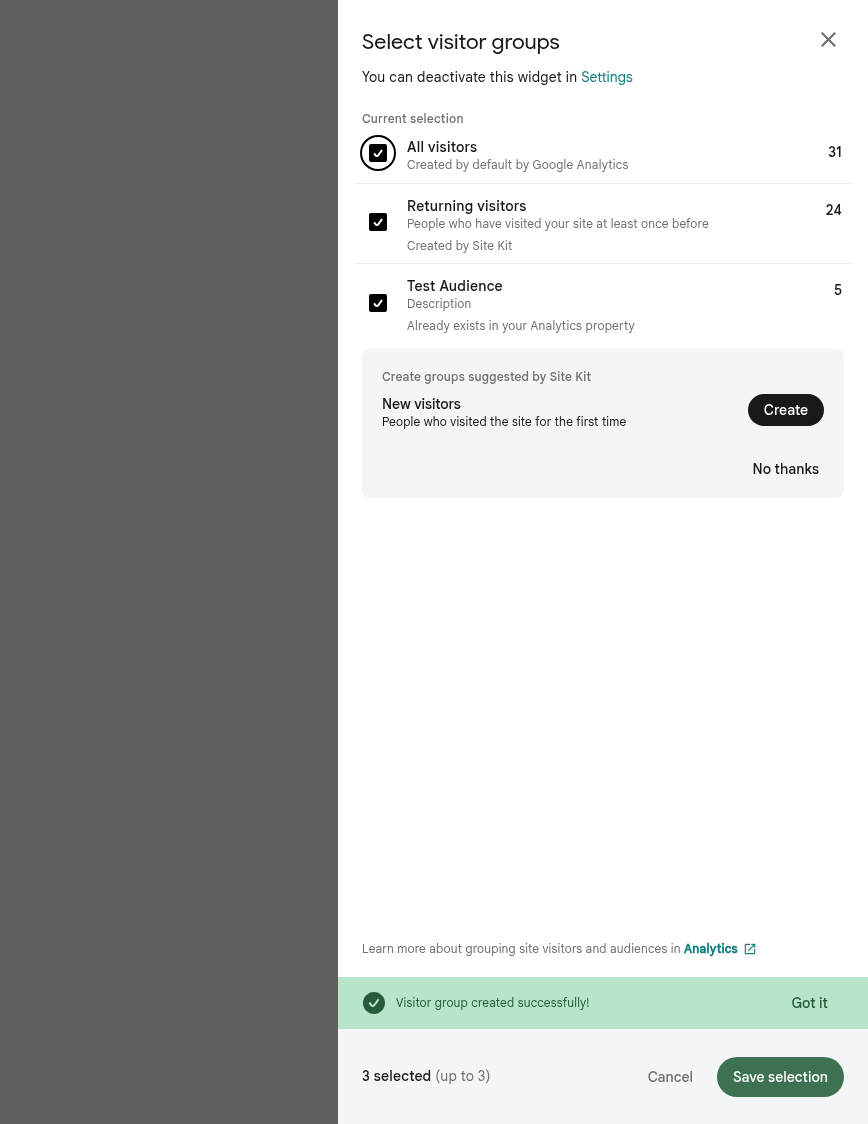 Select visitor groups
You can deactivate this widget in Settings
Current selection
All visitors
Created by default by Google Analytics
31
Returning visitors
People who have visited your site at least once before
Created by Site Kit
24
Test Audience
Description
Already exists in your Analytics property
5
Create groups suggested by Site Kit
New visitors
People who visited the site for the first time
Create
No thanks
Learn more about grouping site visitors and audiences in Analytics
Visitor group created successfully!
Got it
3 selected (up to 3)
Cancel
Save selection